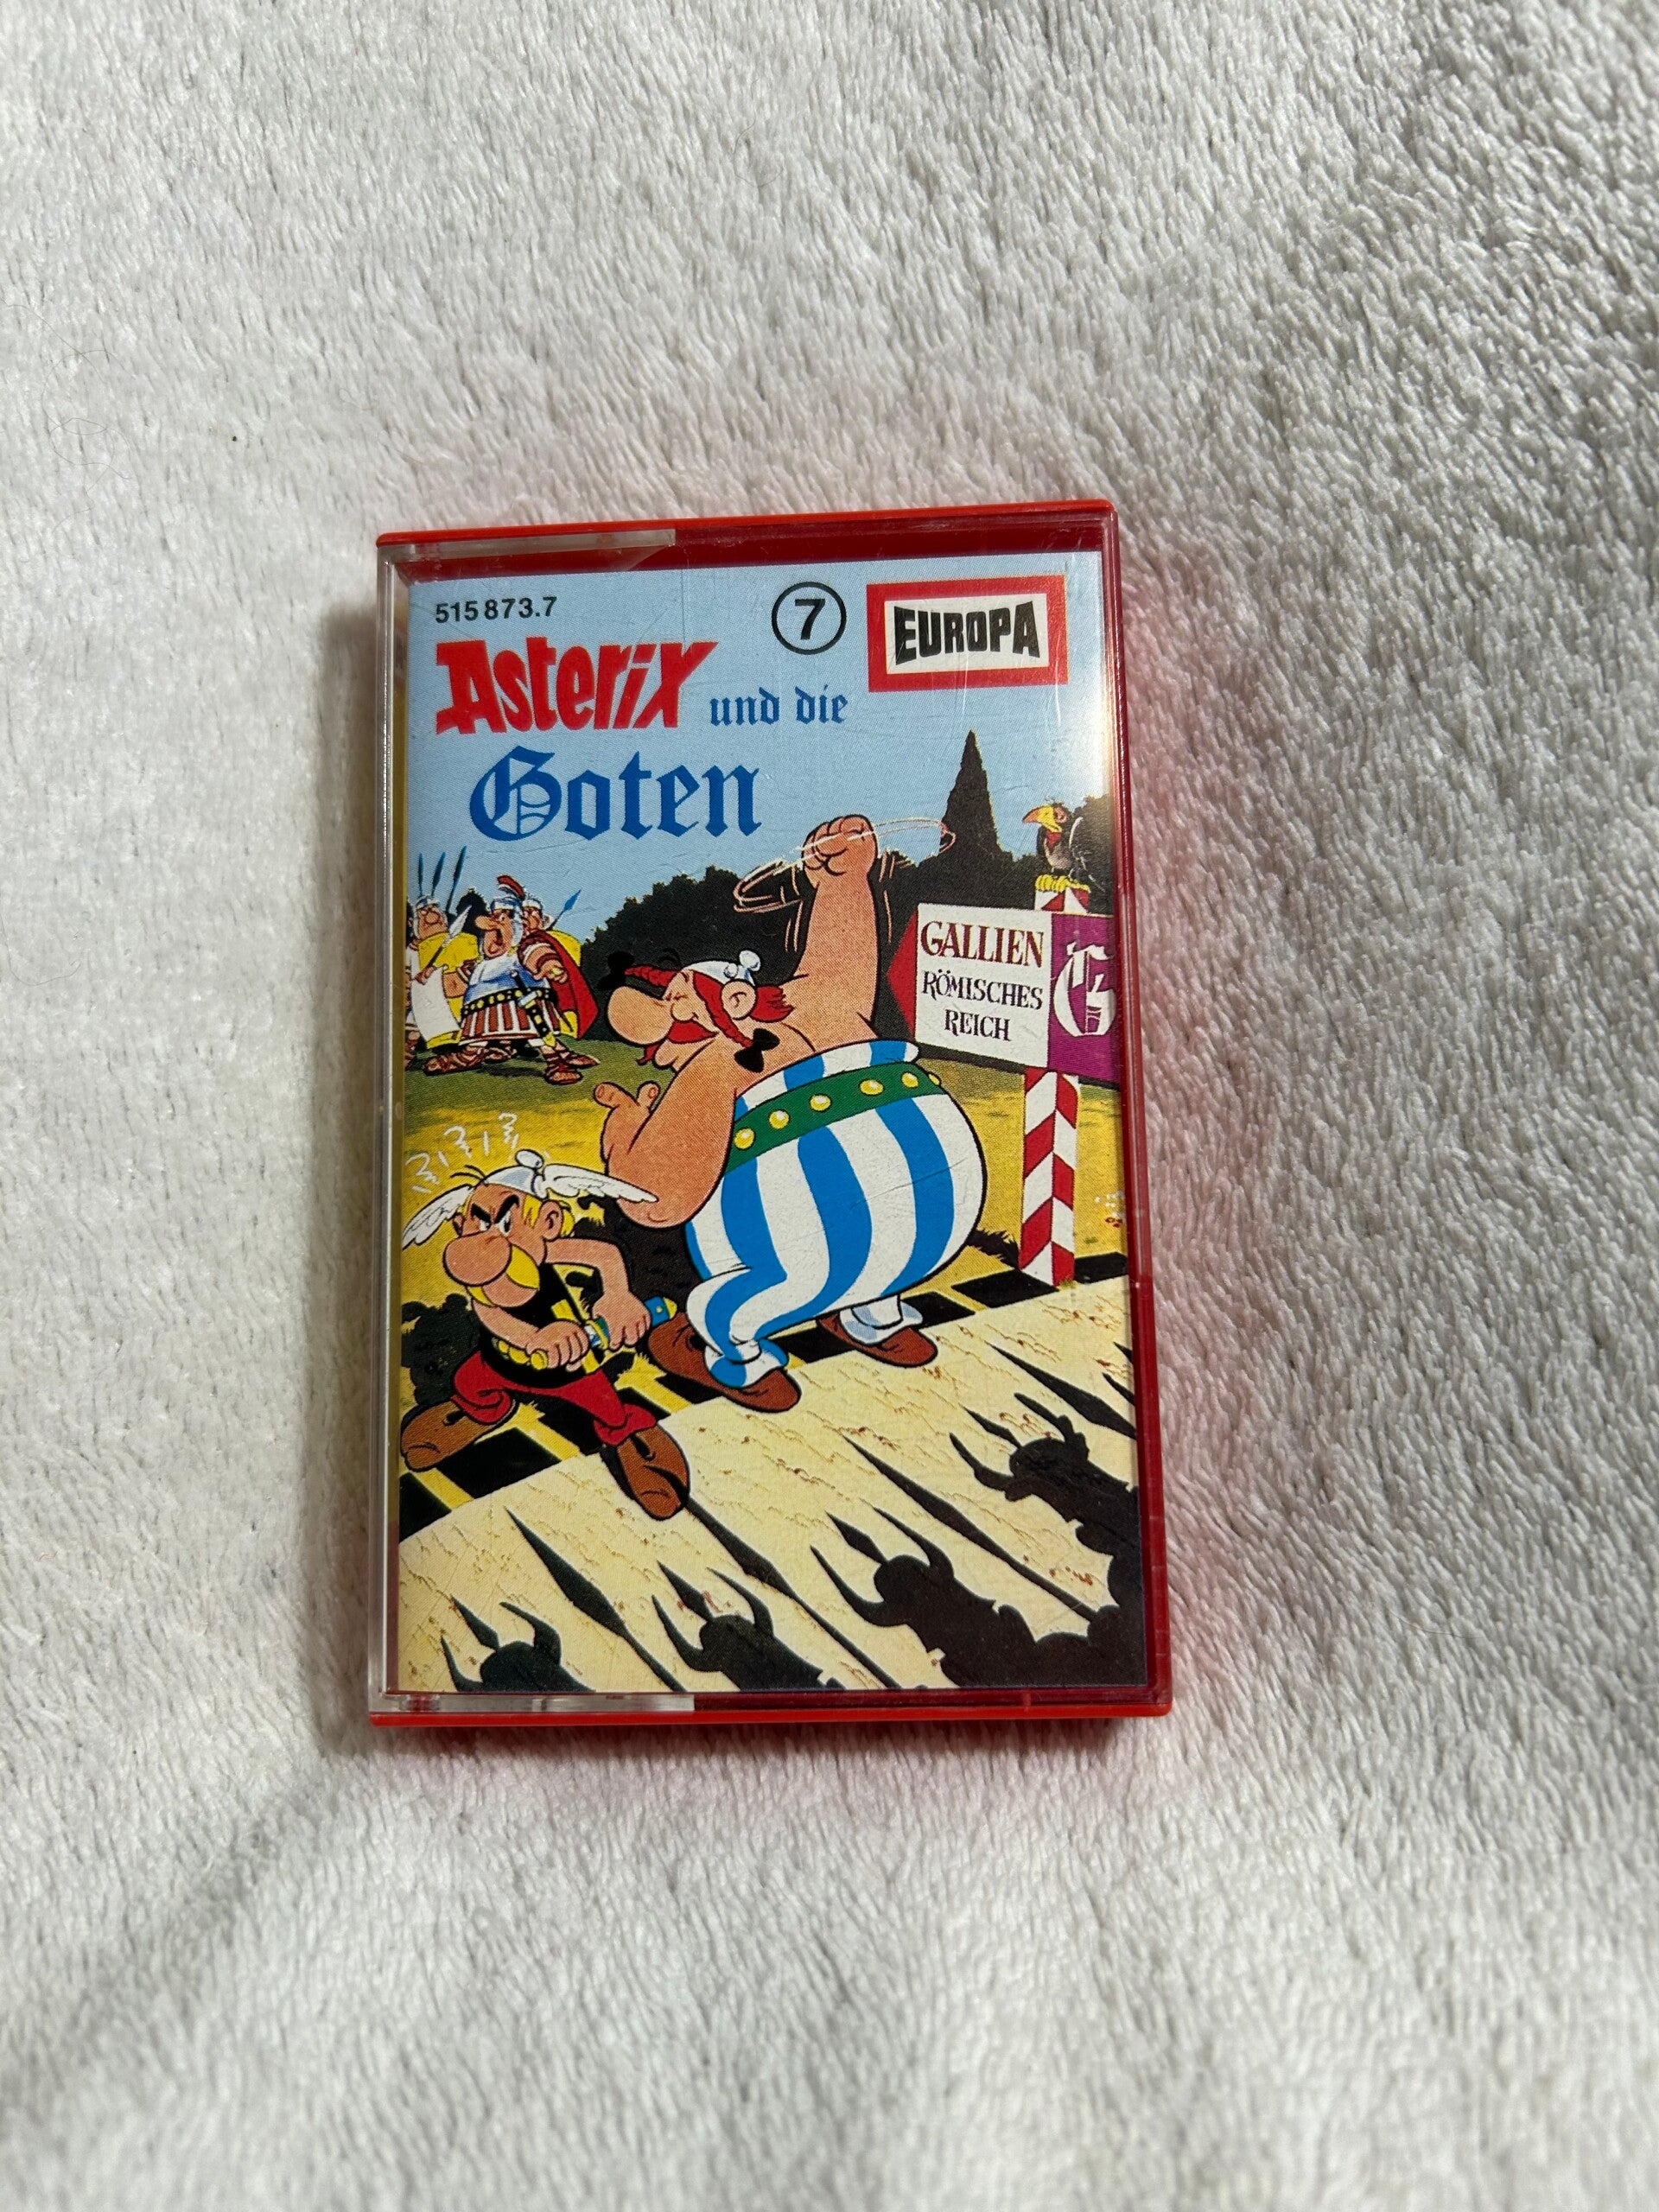 515 873.7
7
EUROPA
Asterix und die
Goten
GALLIEN
RÖMISCHES
REICH
G